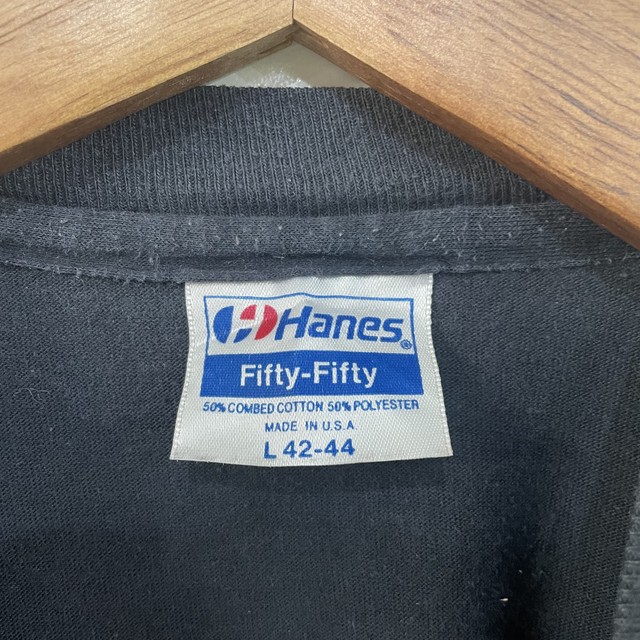 Hanes®
Fifty-Fifty
50% COMBED COTTON 50% POLYESTER
MADE IN U.S.A
L 42-44